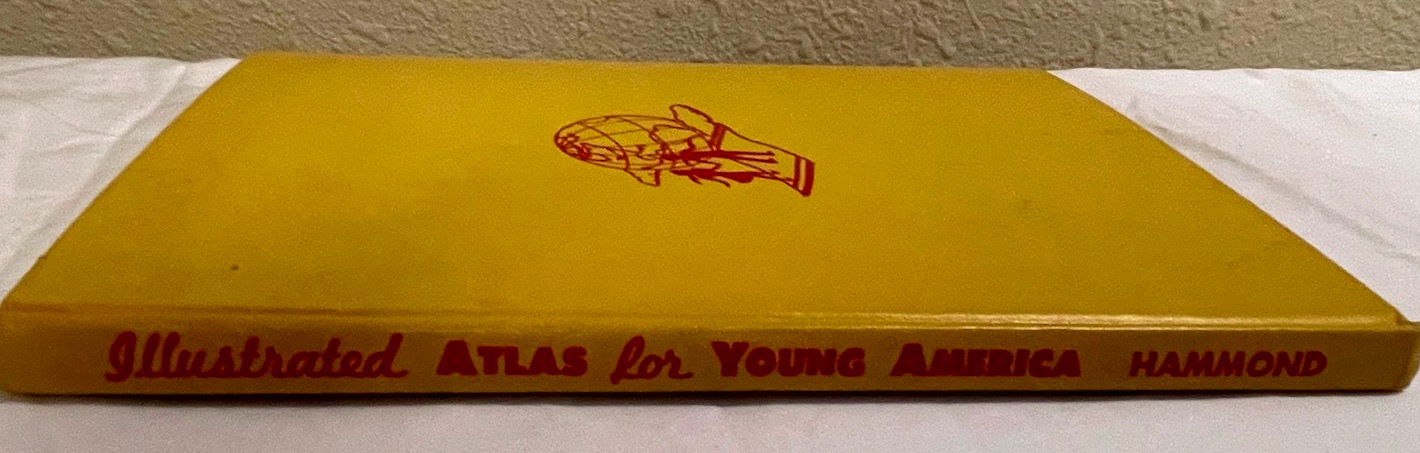 Illustrated ATLAS for YOUNG AMERICA HAMMOND